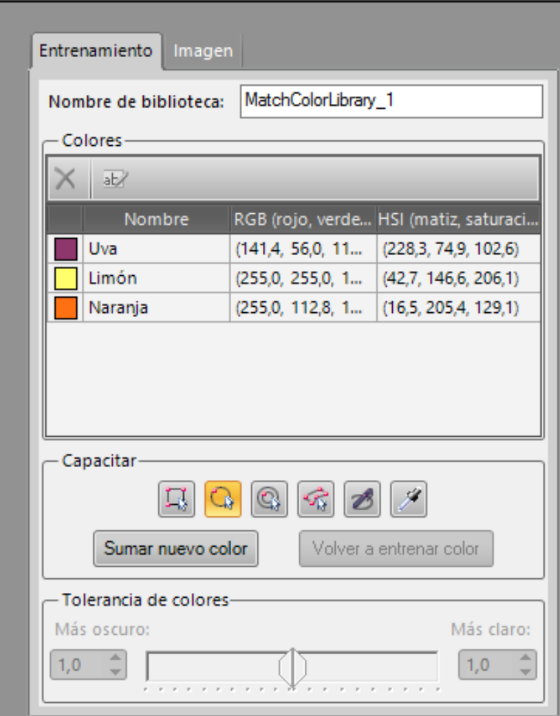 Entrenamiento Imagen
Nombre de biblioteca: MatchColorLibrary_1
Colores
ab
Nombre RGB (rojo, verde... HSI (matiz, saturaci...
Uva (141,4, 56,0, 11... (228,3, 74,9, 102,6)
Limón (255,0, 255,0, 1... (42,7, 146,6, 206,1)
Naranja (255,0, 112,8, 1... (16,5, 205,4, 129,1)
Capacitar
Sumar nuevo color Volver a entrenar color
Tolerancia de colores
Más oscuro: Más claro:
1,0 1,0